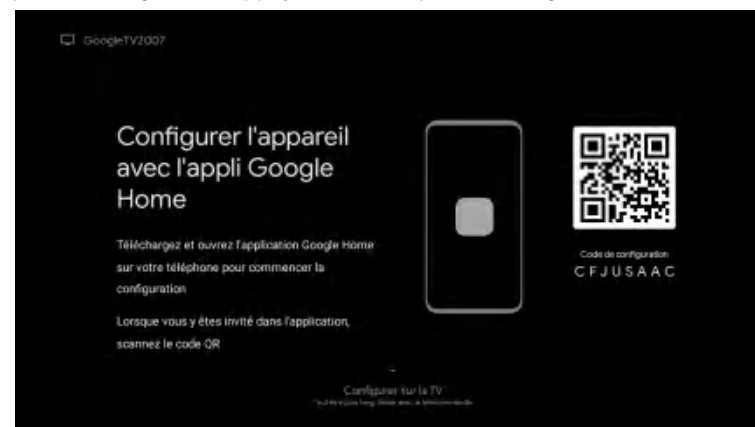 GoogleTV2007
Configurer l'appareil
avec l'appli Google
Home
Téléchargez et ouvrez l'application Google Home
sur votre téléphone pour commencer la
configuration
Lorsque vous y êtes invité dans l'application,
scannez le code QR
Code de configuration
CFJUSAAC
Configurer sur la TV